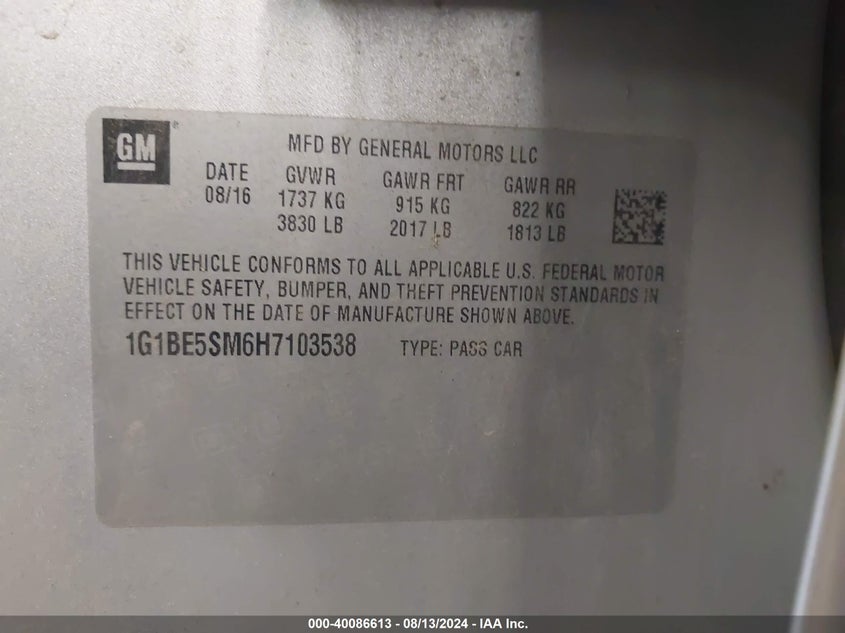 GM ®
MFD BY GENERAL MOTORS LLC
DATE GVWR GAWR FRT GAWR RR
08/16 1737 KG 915 KG 822 KG
3830 LB 2017 LB 1813 LB
THIS VEHICLE CONFORMS TO ALL APPLICABLE U.S. FEDERAL MOTOR
VEHICLE SAFETY, BUMPER, AND THEFT PREVENTION STANDARDS IN
EFFECT ON THE DATE OF MANUFACTURE SHOWN ABOVE.
1G1BE5SM6H7103538 TYPE: PASS CAR
000-40086613 - 08/13/2024 - IAA Inc.